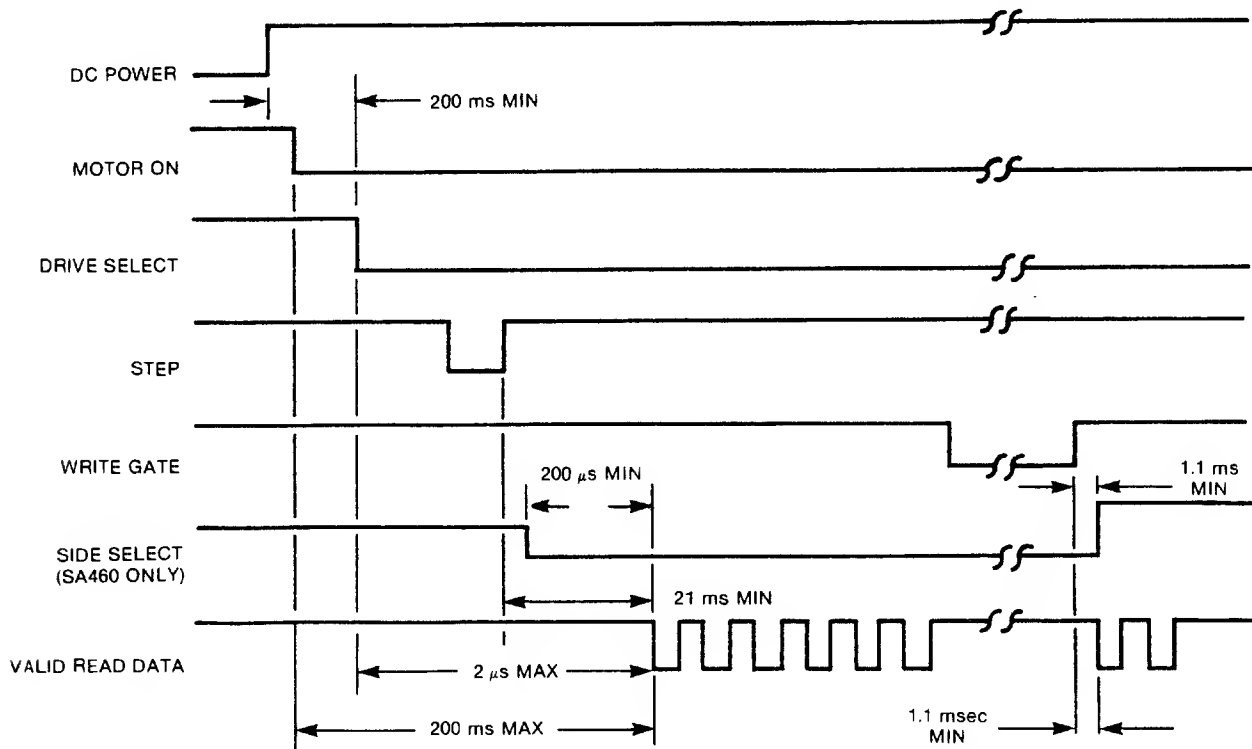 DC POWER
200 ms MIN
MOTOR ON
DRIVE SELECT
STEP
WRITE GATE
200 μs MIN
1.1 ms
MIN
SIDE SELECT
(SA460 ONLY)
21 ms MIN
VALID READ DATA
2 μs MAX
200 ms MAX
1.1 msec
MIN